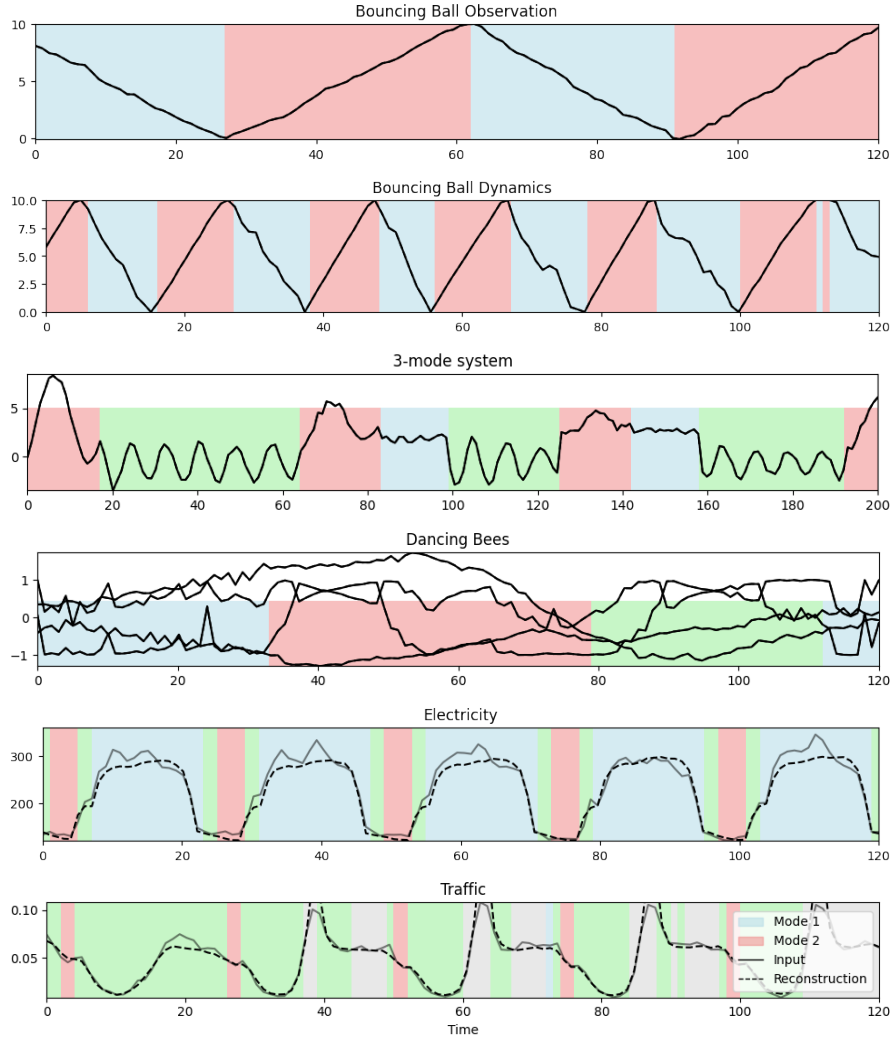 Bouncing Ball Observation
10
5
0
0 20 40 60 80 100 120
Bouncing Ball Dynamics
10.0
7.5
5.0
2.5
0.0
0 20 40 60 80 100 120
3-mode system
5
0
0 20 40 60 80 100 120 140 160 180 200
Dancing Bees
1
0
−1
0 20 40 60 80 100 120
Electricity
300
200
0 20 40 60 80 100 120
Traffic
0.10
0.05
Mode 1
Mode 2
Input
Reconstruction
0 20 40 60 80 100 120
Time